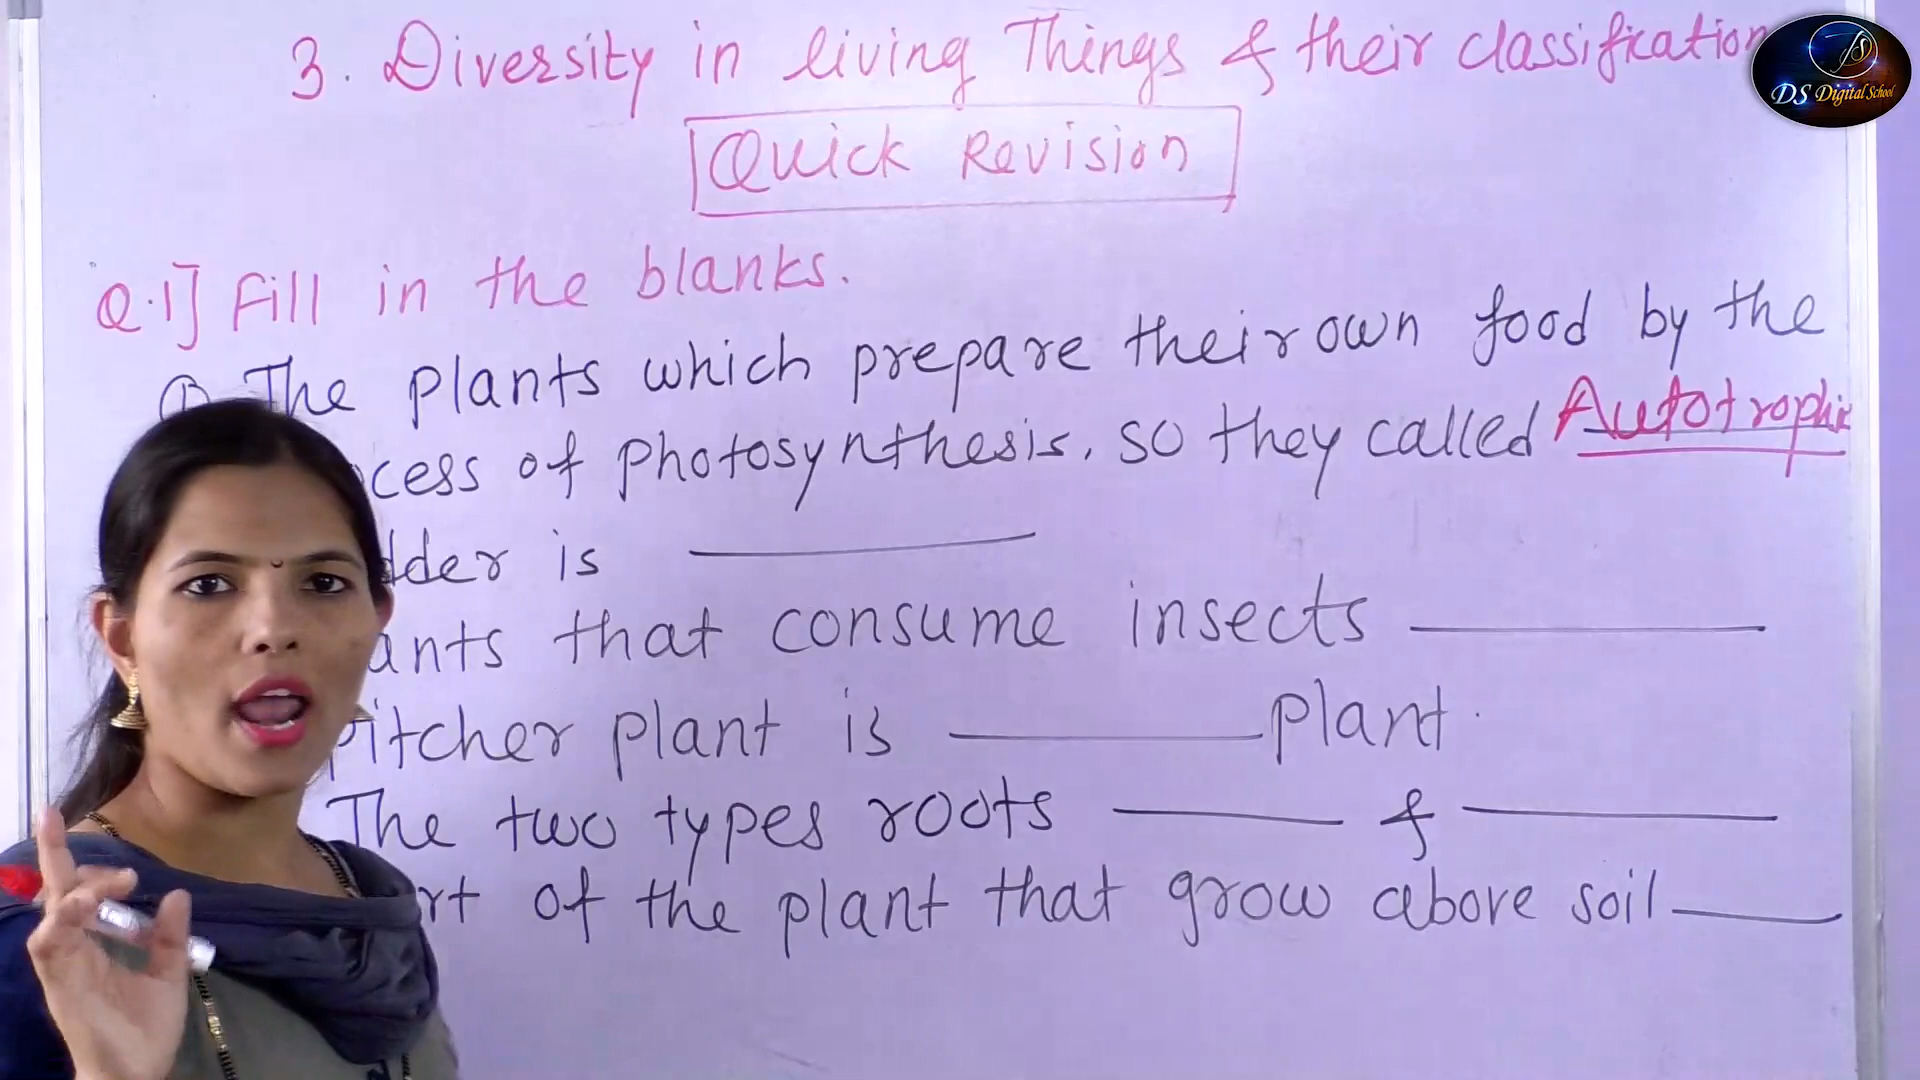 3. Diversity in living Things & their classification
DS Digital School
Quick Revision
Q.1] Fill in the blanks.
① The plants which prepare their own food by the
cess of photosynthesis, so they called Autotrophic
dder is
ants that consume insects
Pitcher plant is plant.
The two types roots &
rt of the plant that grow above soil